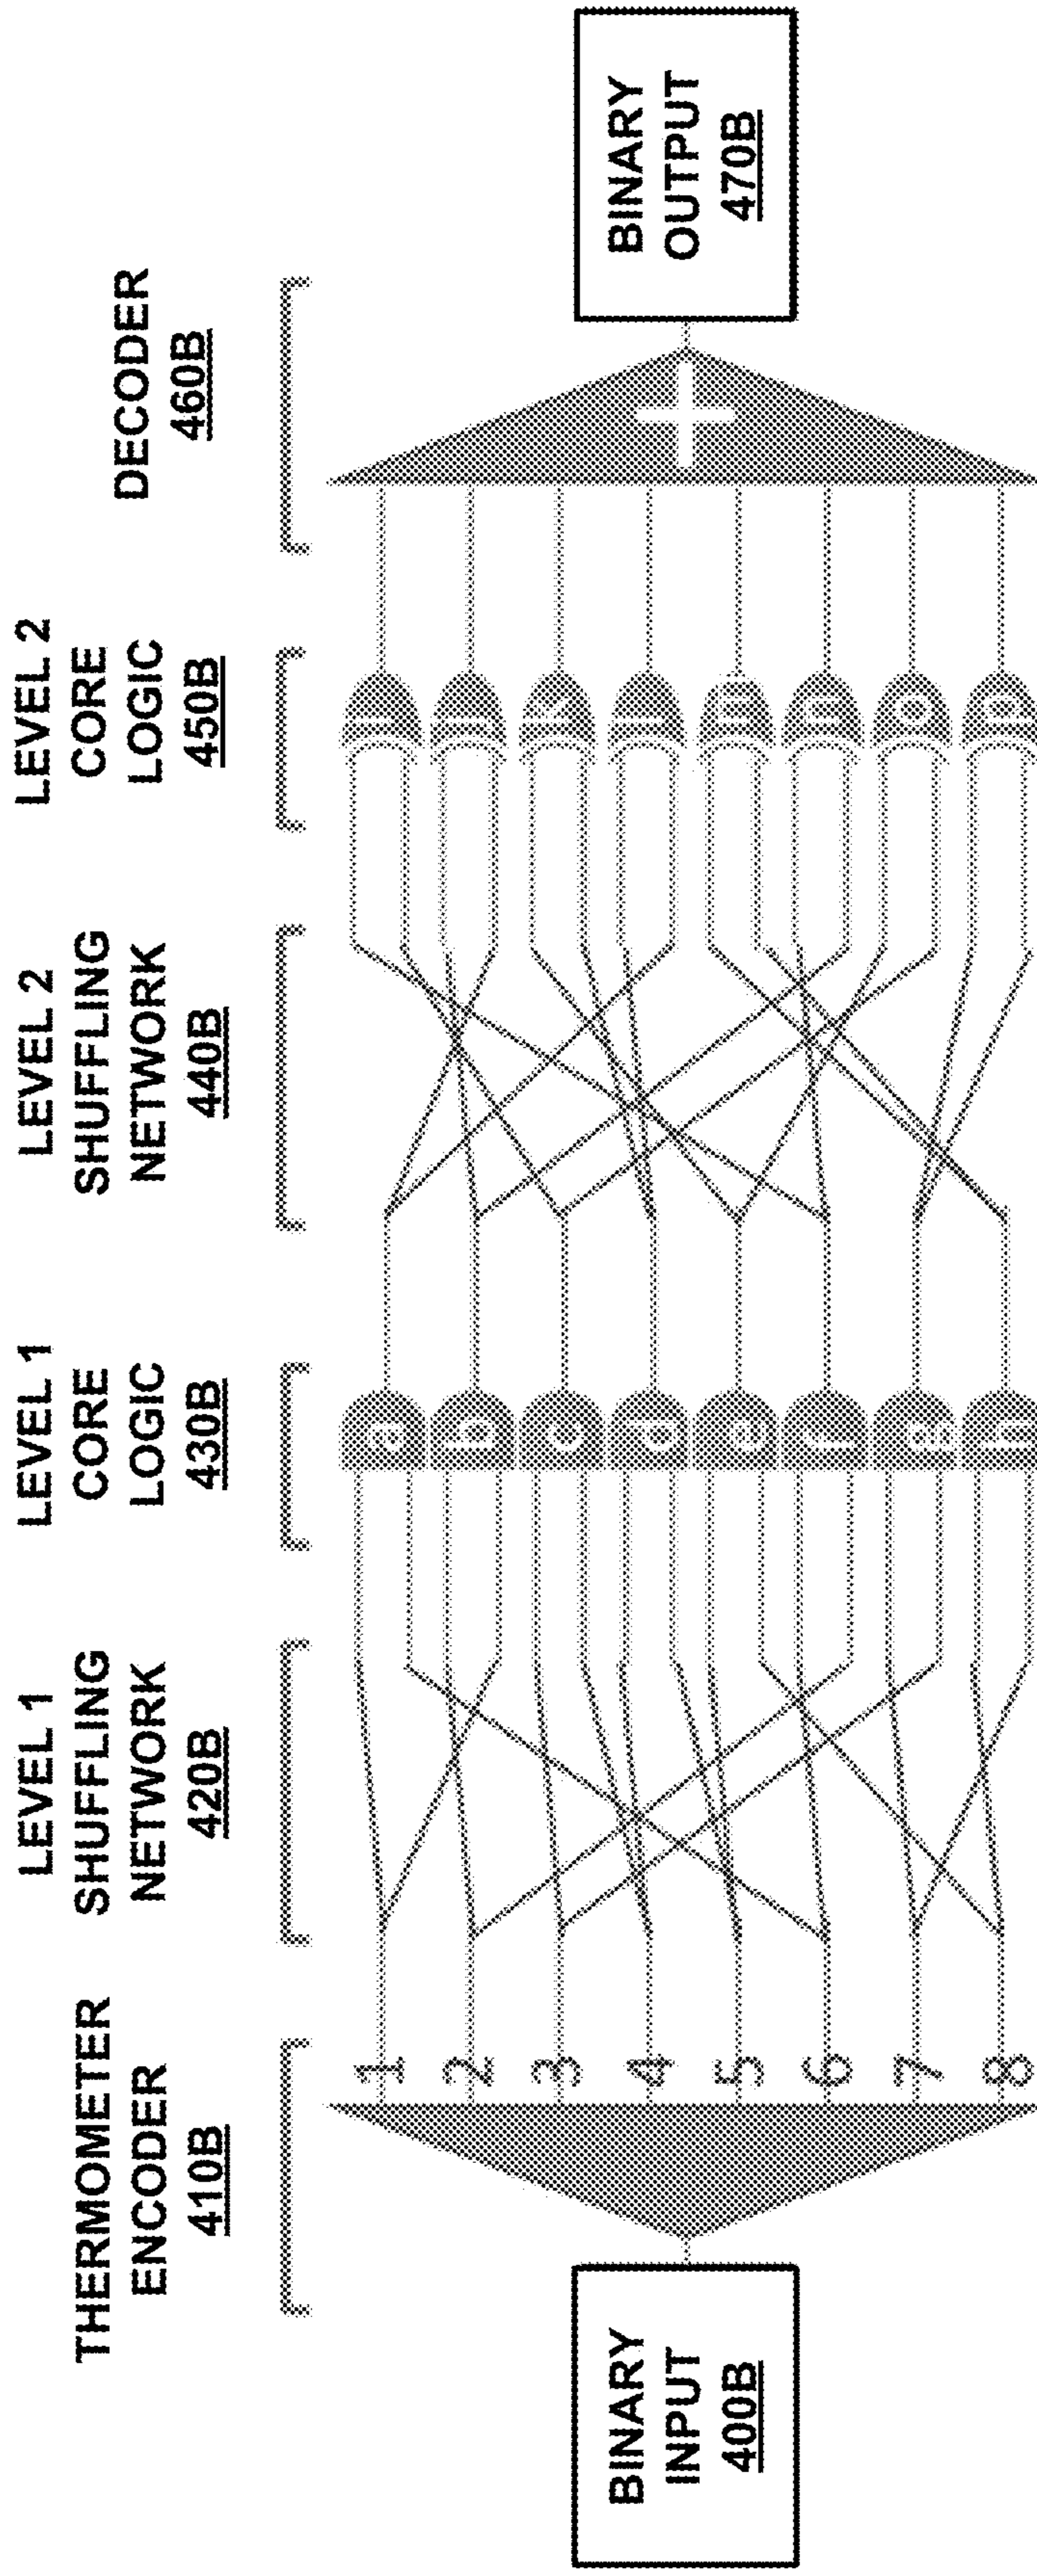 THERMOMETER
ENCODER
410B
LEVEL 1
SHUFFLING
NETWORK
420B
LEVEL 1
CORE
LOGIC
430B
LEVEL 2
SHUFFLING
NETWORK
440B
LEVEL 2
CORE
LOGIC
450B
DECODER
460B
BINARY
INPUT
400B
1
2
3
4
5
6
7
8
a
b
c
d
e
f
g
h
i
j
k
l
m
n
o
p
+
BINARY
OUTPUT
470B